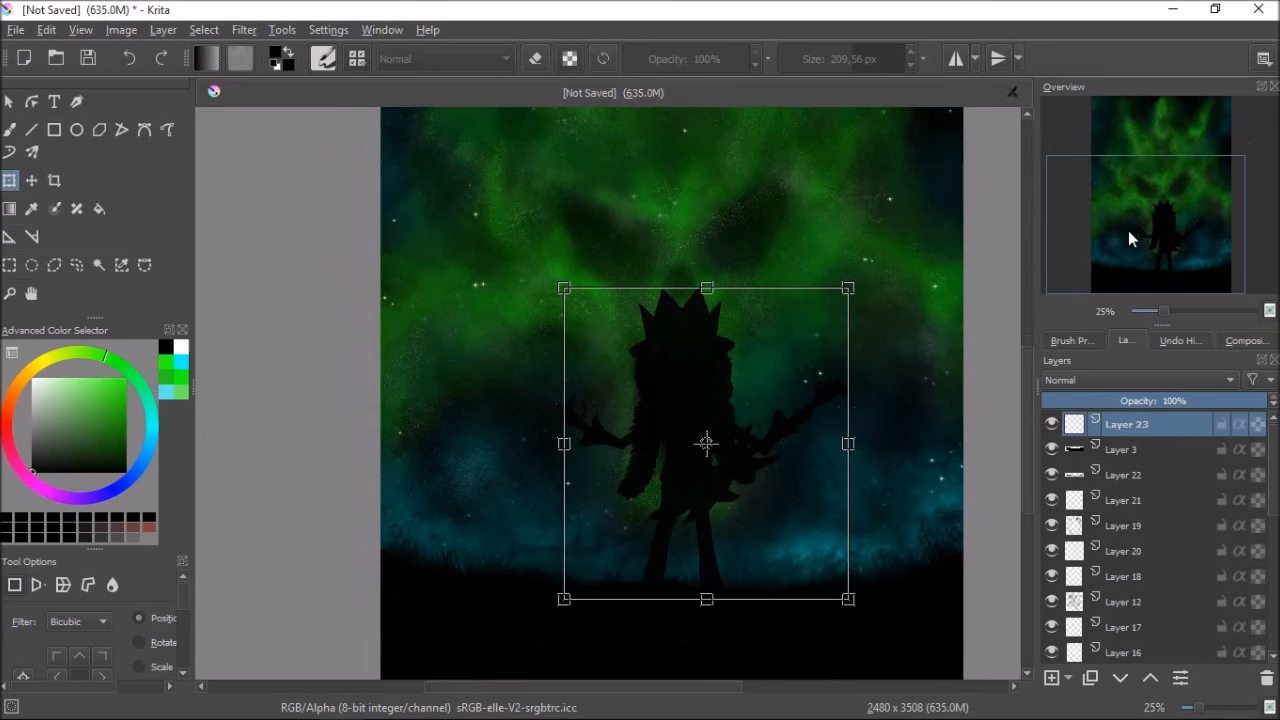 [Not Saved] (635.0M) * - Krita
File Edit View Image Layer Select Filter Tools Settings Window Help
Normal Opacity: 100% Size: 209,56 px
[Not Saved] (635.0M)
Overview
25%
Advanced Color Selector
Brush Pr... La... Undo Hi... Composi...
Layers
Normal
Opacity: 100%
Layer 23
Layer 3
Layer 22
Layer 21
Layer 19
Layer 20
Layer 18
Layer 12
Layer 17
Layer 16
Tool Options
Filter: Bicubic
Positic
Rotate
Scale
RGB/Alpha (8-bit integer/channel) sRGB-elle-V2-srgbtrc.icc 2480 x 3508 (635.0M) 25%